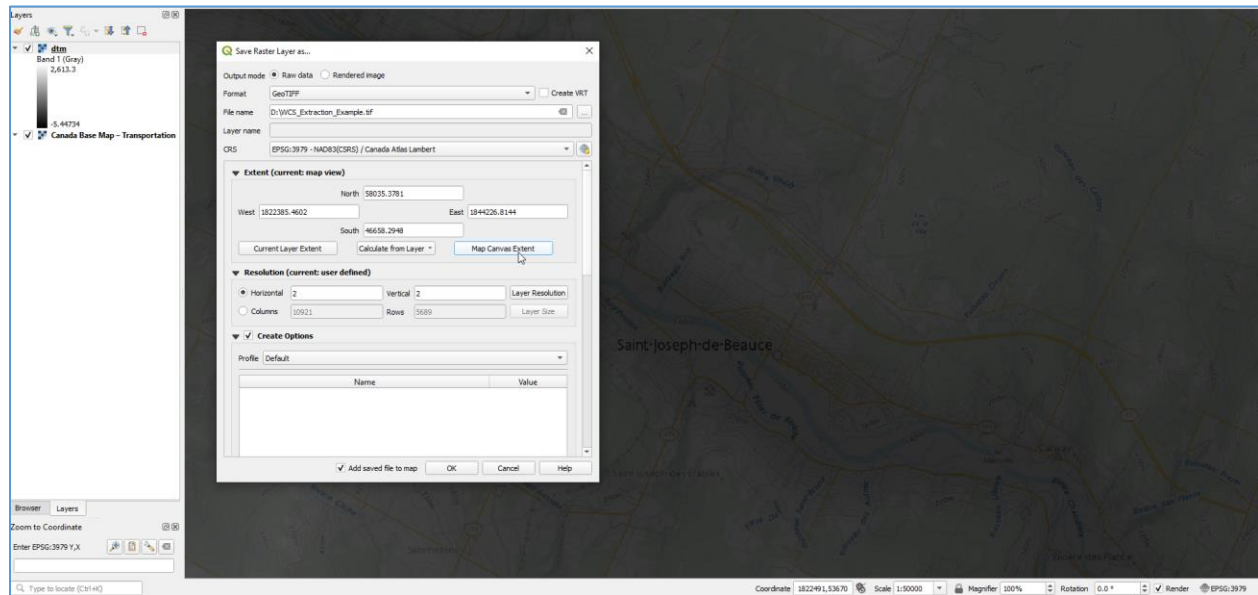 Layers
dtm
Band 1 (Gray)
2,613.3
-5.44734
Canada Base Map - Transportation
Browser Layers
Zoom to Coordinate
Enter EPSG:3979 Y,X
Type to locate (Ctrl+K)
Save Raster Layer as...
Output mode Raw data Rendered image
Format GeoTIFF Create VRT
File name D:\WCS_Extraction_Example.tif ...
Layer name
CRS EPSG:3979 - NAD83(CSRS) / Canada Atlas Lambert
Extent (current: map view)
North 58035.3781
West 1822385.4602 East 1844226.8144
South 46658.2948
Current Layer Extent Calculate from Layer Map Canvas Extent
Resolution (current: user defined)
Horizontal 2 Vertical 2 Layer Resolution
Columns 10921 Rows 5689 Layer Size
Create Options
Profile Default
Name Value
Add saved file to map OK Cancel Help
Saint-Joseph-de-Beauce
Coordinate 1822491,53670 Scale 1:50000 Magnifier 100% Rotation 0.0 ° Render EPSG:3979